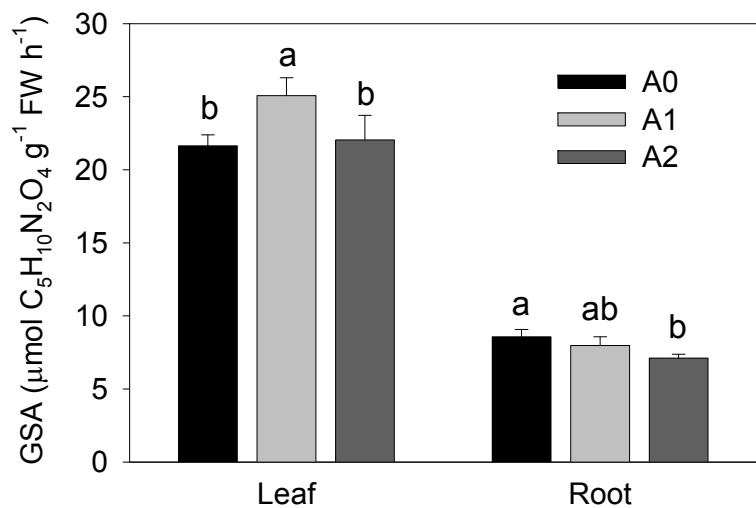 GSA (μmol C₅H₁₀N₂O₄ g⁻¹ FW h⁻¹)
30
25
20
15
10
5
0
b
a
b
a
ab
b
A0
A1
A2
Leaf
Root